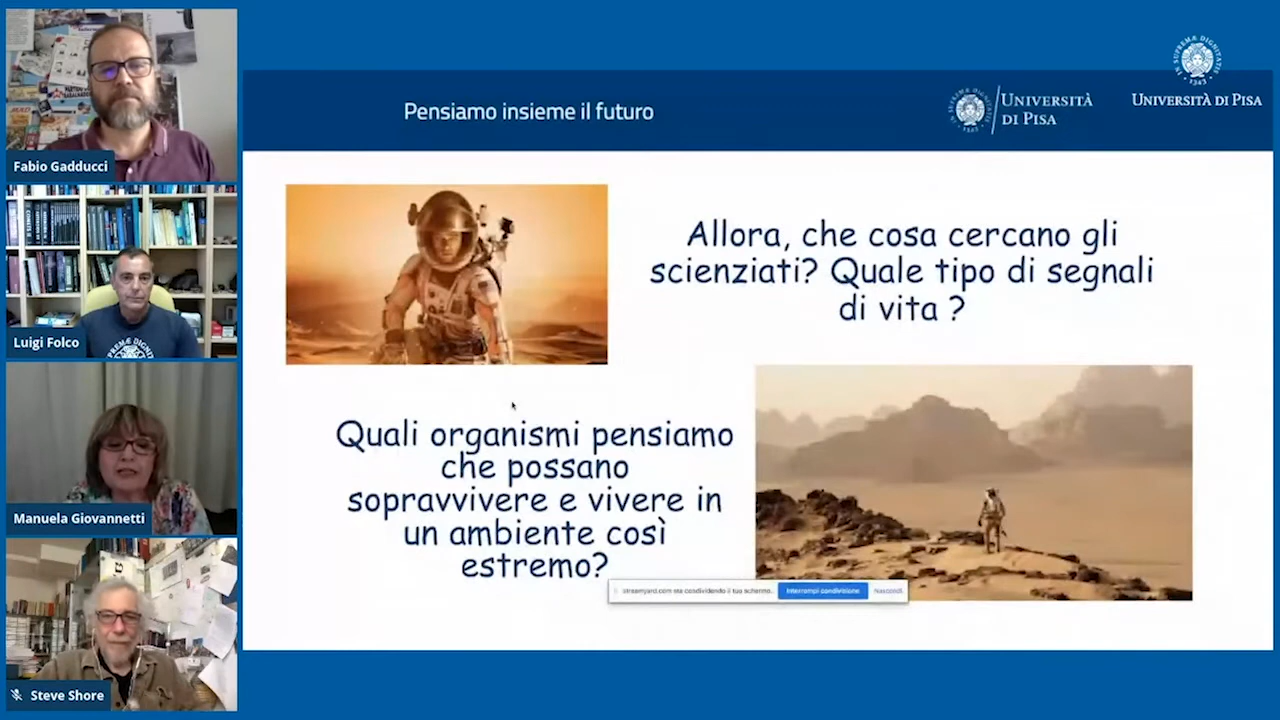 Fabio Gadducci
Luigi Folco
Manuela Giovannetti
Steve Shore
Pensiamo insieme il futuro
UNIVERSITÀ
DI PISA
UNIVERSITÀ DI PISA
Allora, che cosa cercano gli
scienziati? Quale tipo di segnali
di vita ?
Quali organismi pensiamo
che possano
sopravvivere e vivere in
un ambiente così
estremo?
streamyard.com sta condividendo il tuo schermo.
Interrompi condivisione
Nascondi